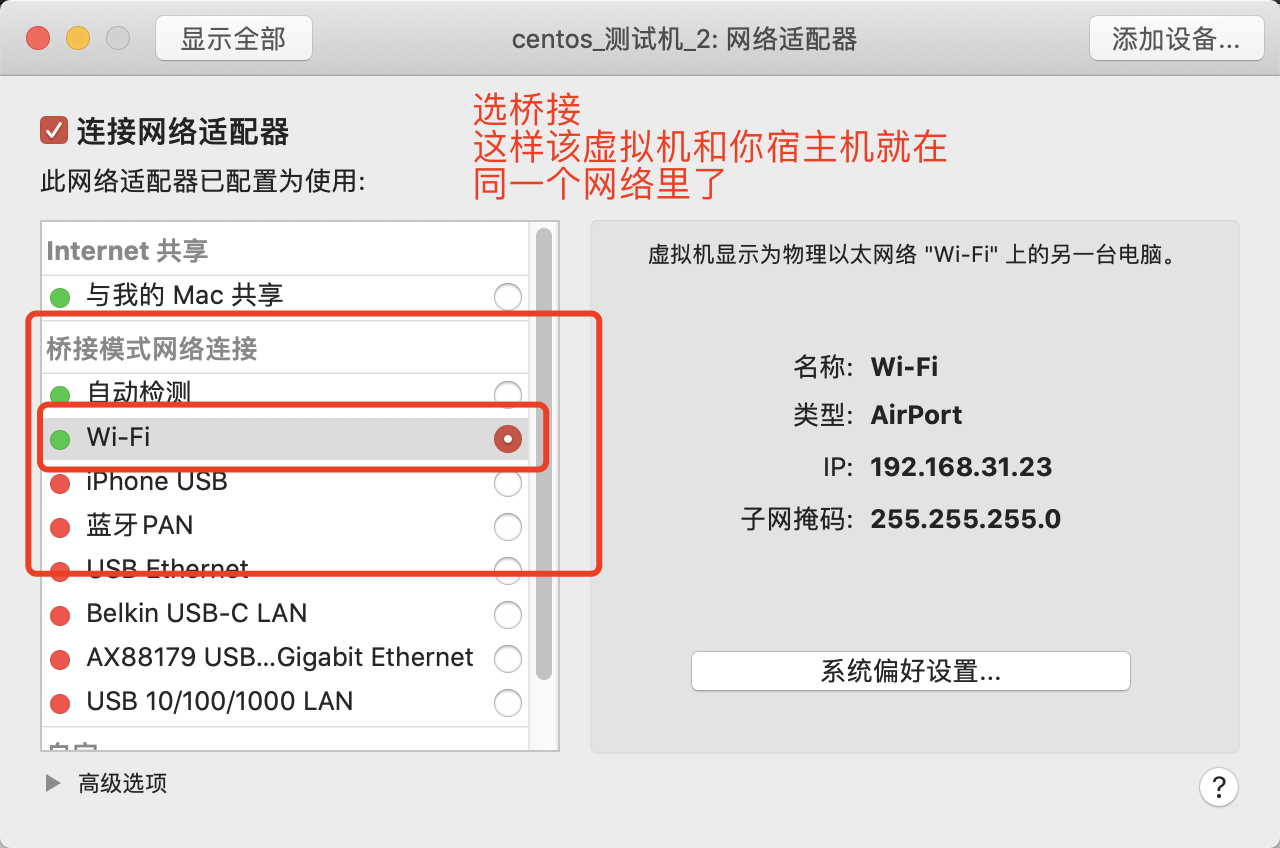 显示全部
centos_测试机_2: 网络适配器
添加设备...
选桥接
这样该虚拟机和你宿主机就在
同一个网络里了
连接网络适配器
此网络适配器已配置为使用:
Internet 共享
与我的 Mac 共享
桥接模式网络连接
自动检测
Wi-Fi
iPhone USB
蓝牙 PAN
USB Ethernet
Belkin USB-C LAN
AX88179 USB...Gigabit Ethernet
USB 10/100/1000 LAN
虚拟机显示为物理以太网络 "Wi-Fi" 上的另一台电脑。
名称: Wi-Fi
类型: AirPort
IP: 192.168.31.23
子网掩码: 255.255.255.0
系统偏好设置...
高级选项
?